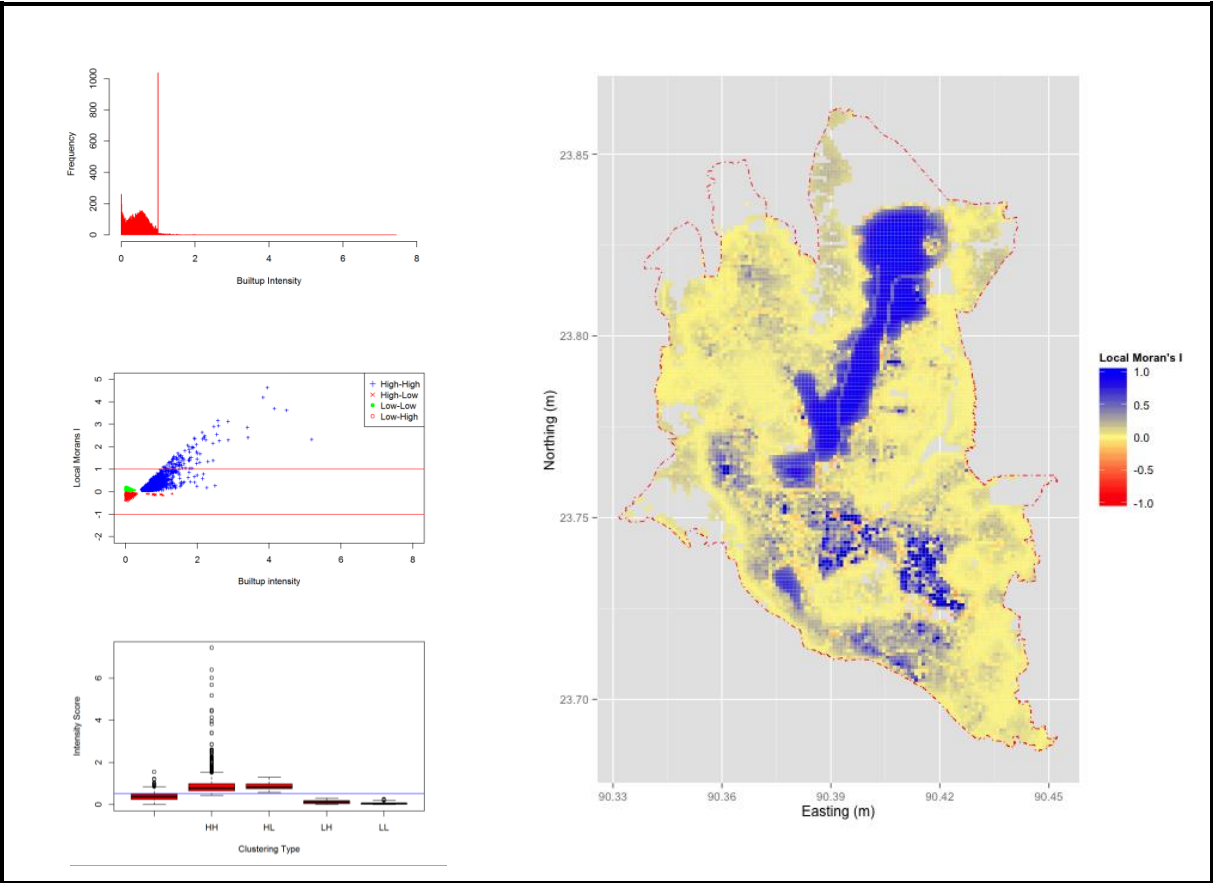 1000
800
600
400
200
0
Frequency
0 2 4 6 8
Builtup Intensity
5
4
3
2
1
0
-1
-2
Local Morans I
High-High
High-Low
Low-Low
Low-High
0 2 4 6 8
Builtup intensity
6
4
2
0
Intensity Score
HH HL LH LL
Clustering Type
23.85
23.80
23.75
23.70
Northing (m)
90.33 90.36 90.39 90.42 90.45
Easting (m)
Local Moran's I
1.0
0.5
0.0
-0.5
-1.0